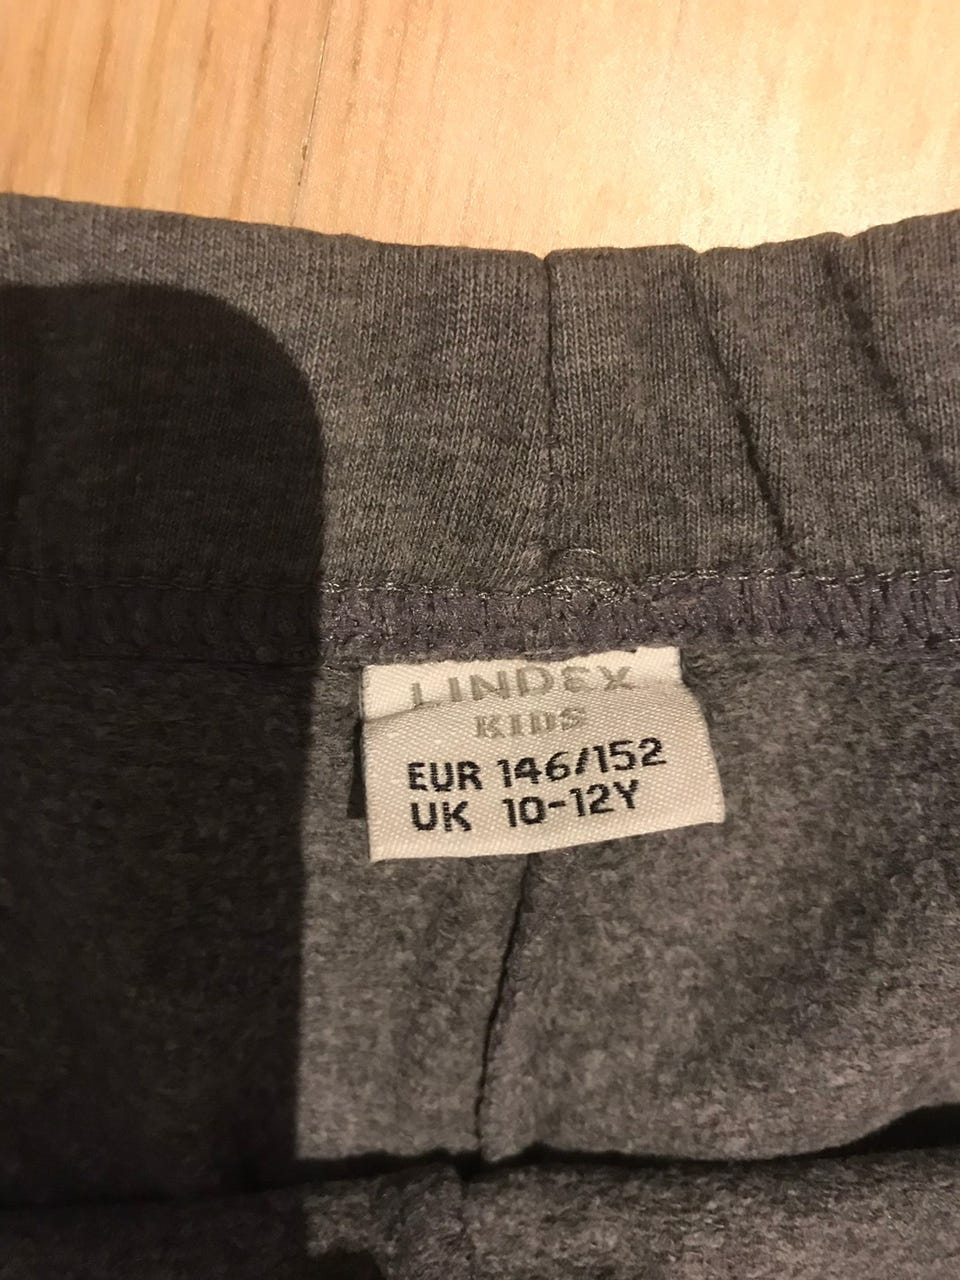 LINDEX
KIDS
EUR 146/152
UK 10-12Y